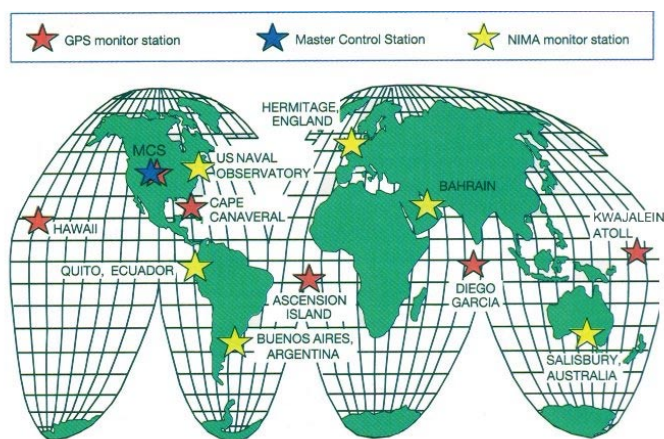 GPS monitor station
Master Control Station
NIMA monitor station
HERMITAGE,
ENGLAND
MCS
US NAVAL
OBSERVATORY
BAHRAIN
CAPE
CANAVERAL
KWAJALEIN
ATOLL
HAWAII
QUITO, ECUADOR
ASCENSION
ISLAND
DIEGO
GARCIA
BUENOS AIRES,
ARGENTINA
SALISBURY,
AUSTRALIA